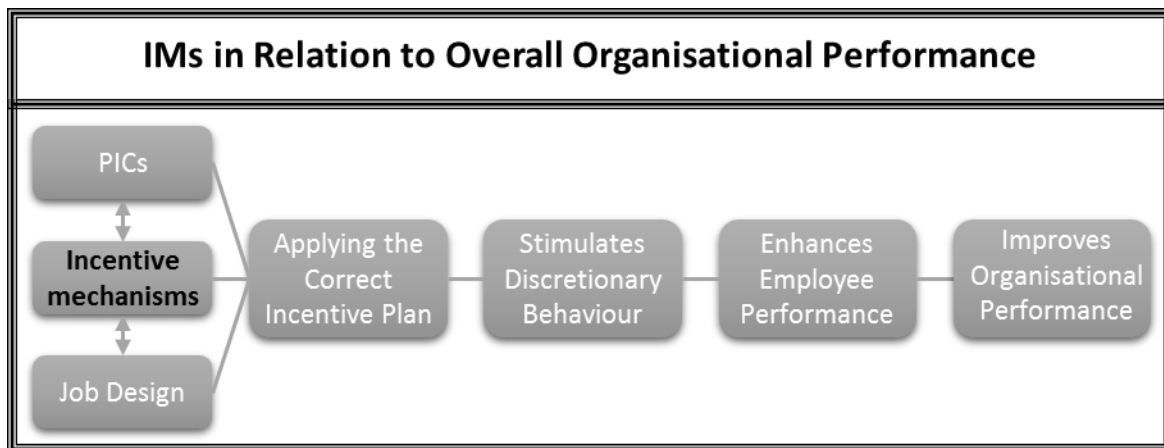 IMs in Relation to Overall Organisational Performance
PICs
Incentive
mechanisms
Job Design
Applying the
Correct
Incentive Plan
Stimulates
Discretionary
Behaviour
Enhances
Employee
Performance
Improves
Organisational
Performance